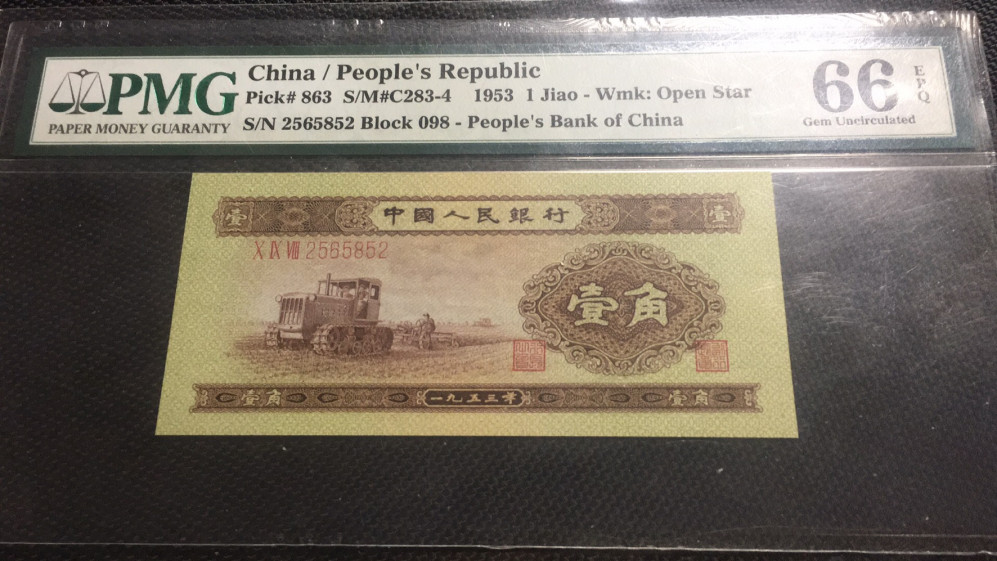 PMG
PAPER MONEY GUARANTY
China / People's Republic
Pick# 863 S/M#C283-4 1953 1 Jiao - Wmk: Open Star
S/N 2565852 Block 098 - People's Bank of China
66 EPQ
Gem Uncirculated
壹 中國人民銀行 壹
X IX VIII 2565852
壹角
壹角 一九五三年 壹角